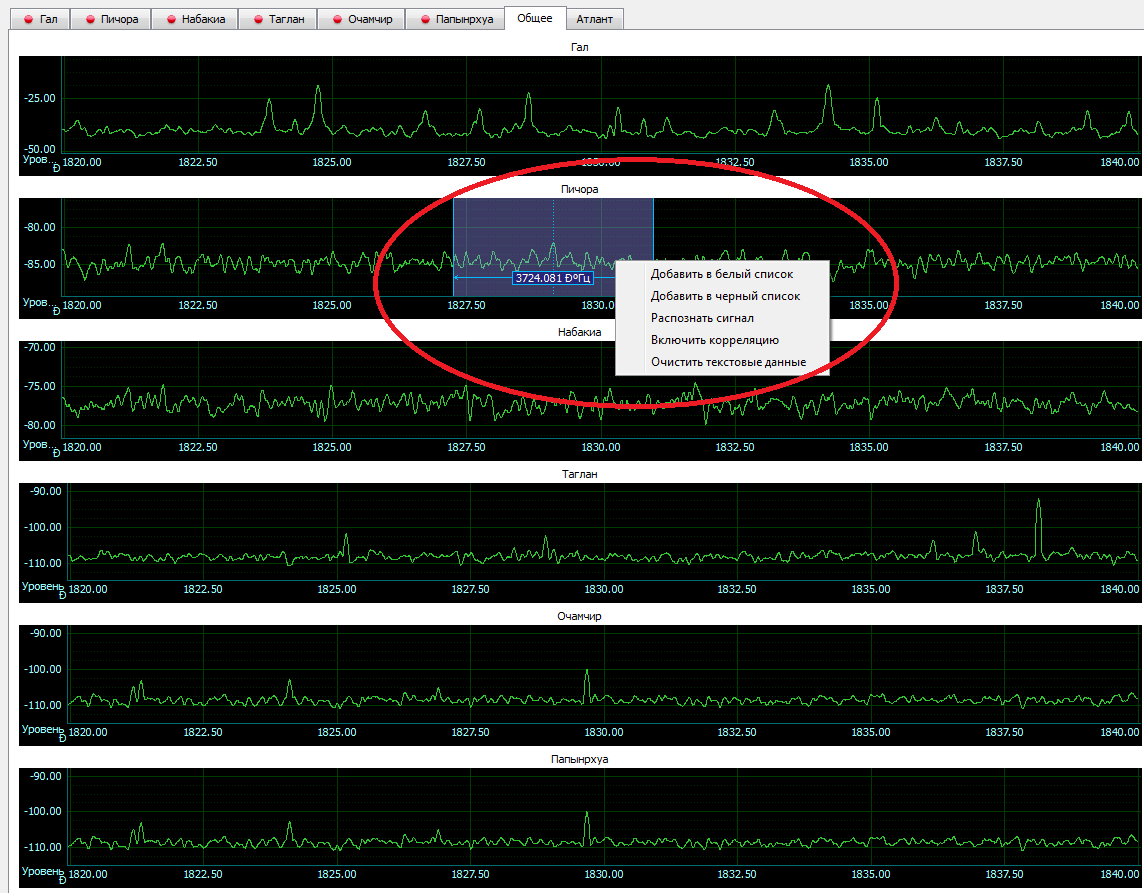 Гал Пичора Набакиа Таглан Очамчир Папынрхуа Общее Атлант
Гал
-25.00
-50.00
Уров...
Đ
1820.00 1822.50 1825.00 1827.50 1830.00 1832.50 1835.00 1837.50 1840.00
Пичора
-80.00
-85.00
3724.081 ĐºГц
Уров...
Đ
1820.00 1822.50 1825.00 1827.50 1830.0 1835.00 1837.50 1840.00
Добавить в белый список
Добавить в черный список
Распознать сигнал
Включить корреляцию
Очистить текстовые данные
Набакиа
-70.00
-75.00
-80.00
Уров...
Đ
1820.00 1822.50 1825.00 1827.50 1830.00 1832.50 1835.00 1837.50 1840.00
Таглан
-90.00
-100.00
-110.00
Уровень
Đ
1820.00 1822.50 1825.00 1827.50 1830.00 1832.50 1835.00 1837.50 1840.00
Очамчир
-90.00
-100.00
-110.00
Уровень
Đ
1820.00 1822.50 1825.00 1827.50 1830.00 1832.50 1835.00 1837.50 1840.00
Папынрхуа
-90.00
-100.00
-110.00
Уровень
Đ
1820.00 1822.50 1825.00 1827.50 1830.00 1832.50 1835.00 1837.50 1840.00